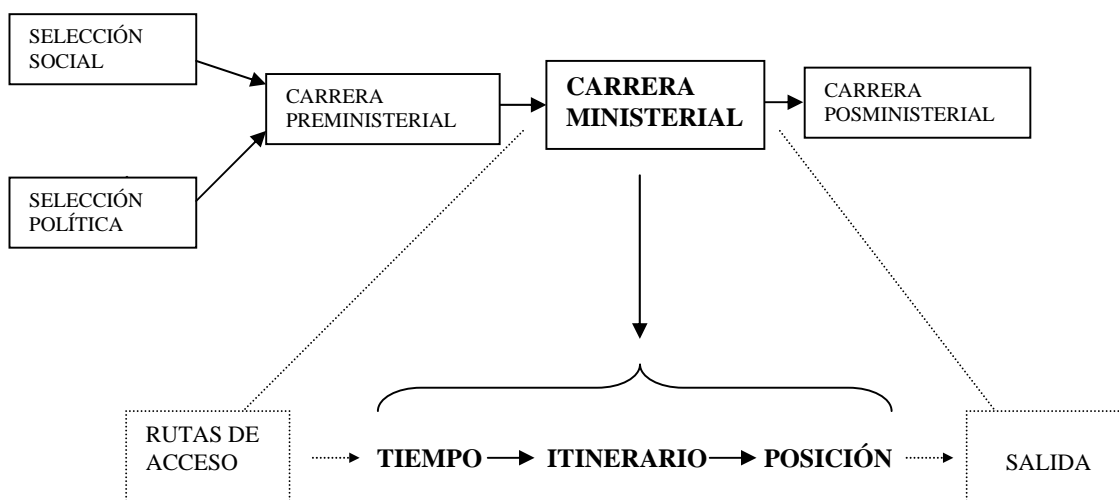 SELECCIÓN
SOCIAL
CARRERA
PREMINISTERIAL
CARRERA
MINISTERIAL
CARRERA
POSMINISTERIAL
SELECCIÓN
POLÍTICA
RUTAS DE
ACCESO
TIEMPO
ITINERARIO
POSICIÓN
SALIDA